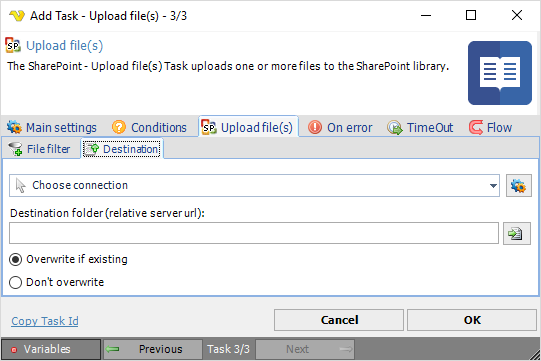 Add Task - Upload file(s) - 3/3
Upload file(s)
The SharePoint - Upload file(s) Task uploads one or more files to the SharePoint library.
Main settings Conditions Upload file(s) On error TimeOut Flow
File filter Destination
Choose connection
Destination folder (relative server url):
Overwrite if existing
Don't overwrite
Copy Task Id Cancel OK
Variables Previous Task 3/3 Next